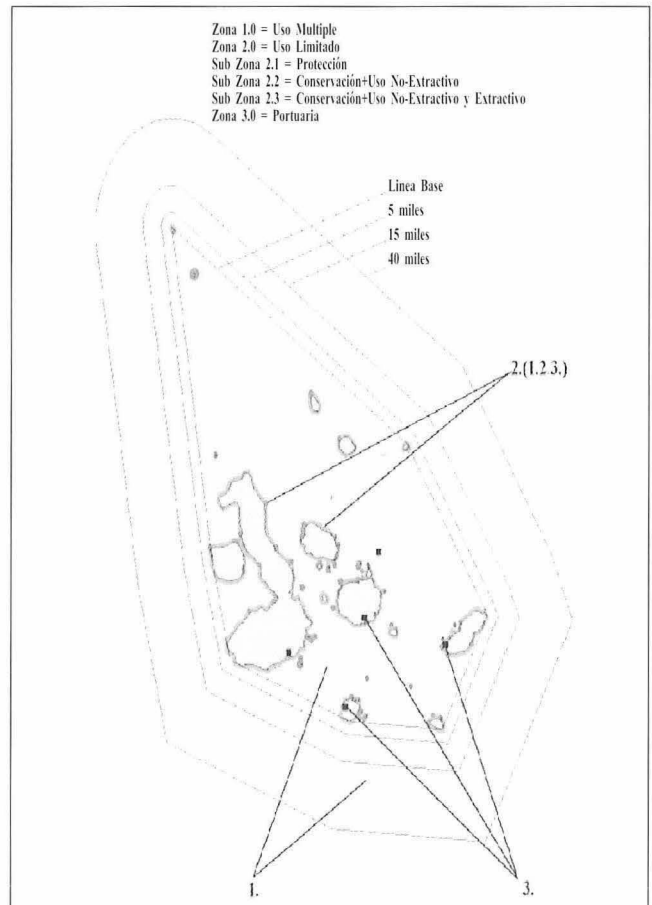 Zona 1.0 = Uso Multiple
Zona 2.0 = Uso Limitado
Sub Zona 2.1 = Protección
Sub Zona 2.2 = Conservación+Uso No-Extractivo
Sub Zona 2.3 = Conservación+Uso No-Extractivo y Extractivo
Zona 3.0 = Portuaria
Linea Base
5 miles
15 miles
40 miles
2.(1.2.3.)
1.
3.